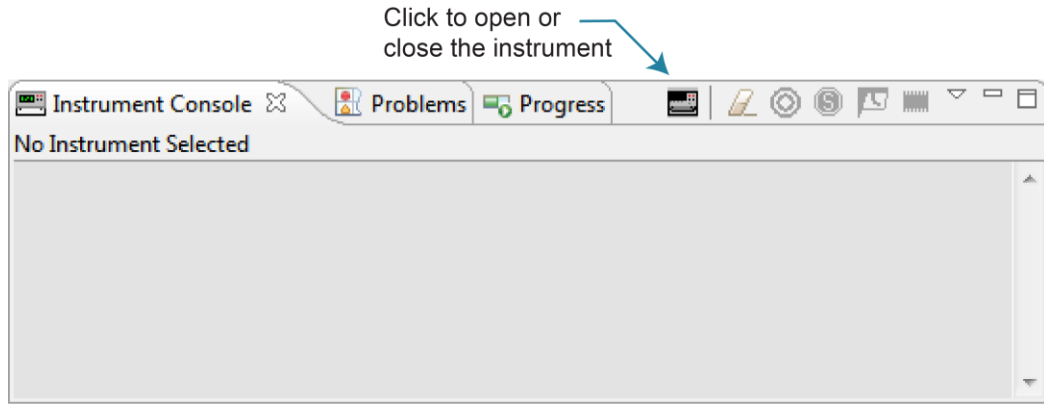 Click to open or
close the instrument
Instrument Console Problems Progress
No Instrument Selected